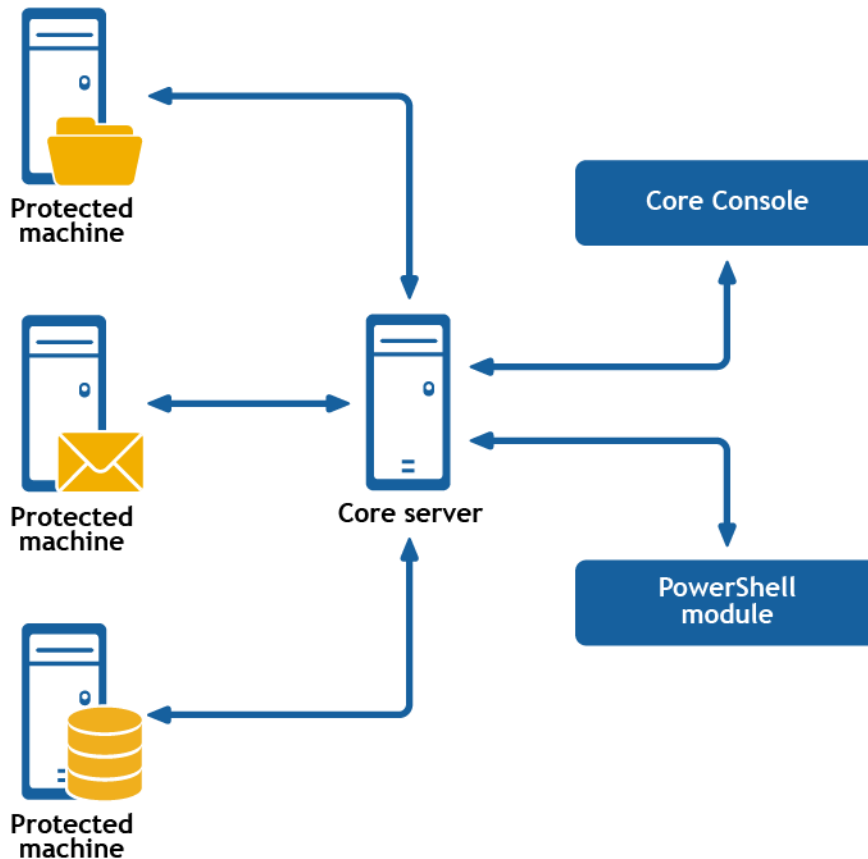 Protected
machine
Core Console
Protected
machine
Core server
PowerShell
module
Protected
machine